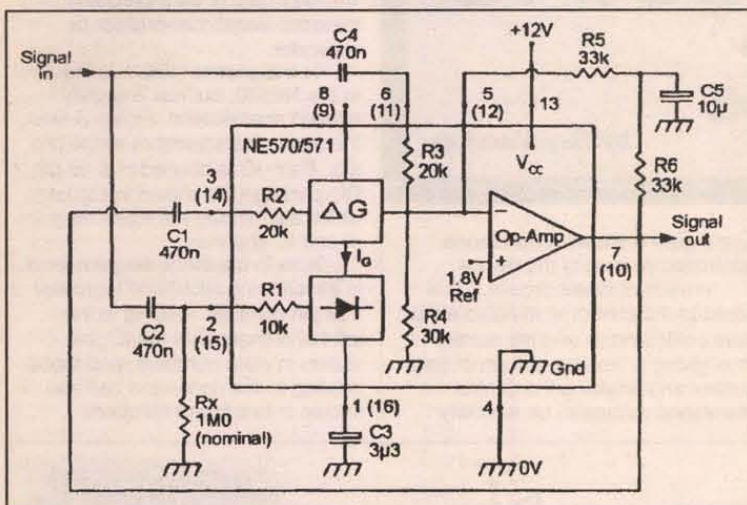 Signal
in
C4
470n
+12V
R5
33k
C5
10µ
8
(9)
6
(11)
5
(12)
13
NE570/571
R3
20k
Vcc
R6
33k
3
(14)
R2
20k
ΔG
C1
470n
−
Op-Amp
+
Signal
out
7
(10)
IG
1.8V
Ref
C2
470n
2
(15)
R1
10k
R4
30k
Gnd
Rx
1M0
(nominal)
1 (16)
C3
3µ3
4
0V